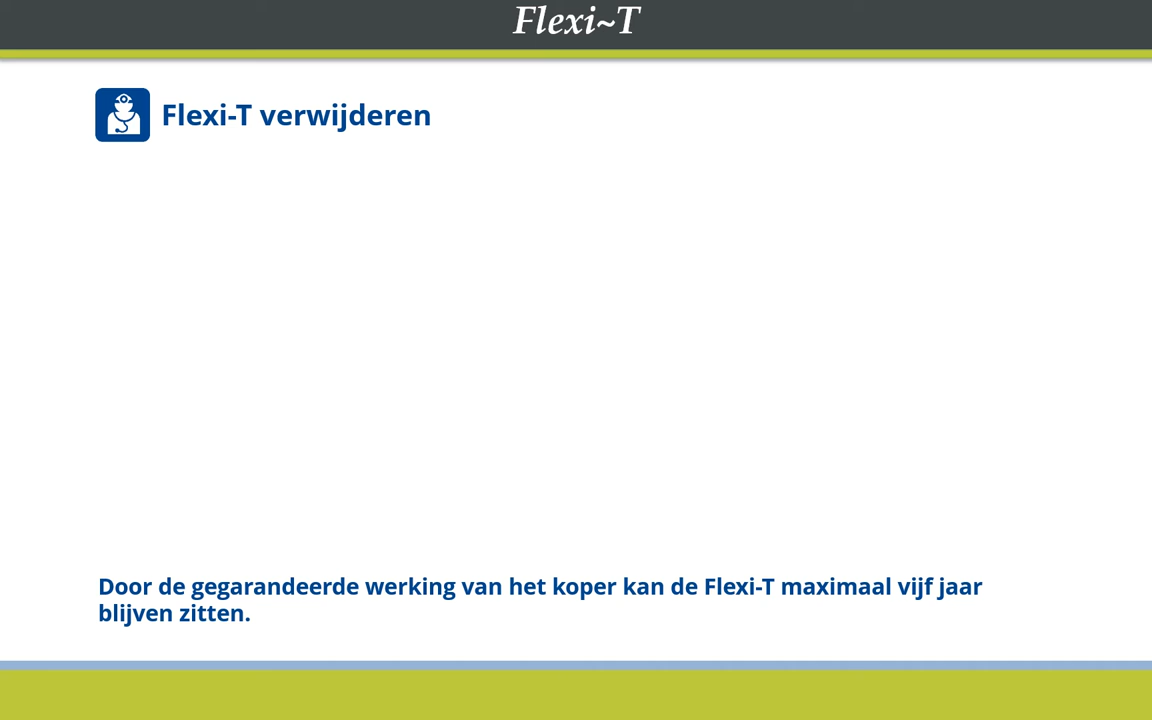 Flexi~T
Flexi-T verwijderen
Door de gegarandeerde werking van het koper kan de Flexi-T maximaal vijf jaar
blijven zitten.